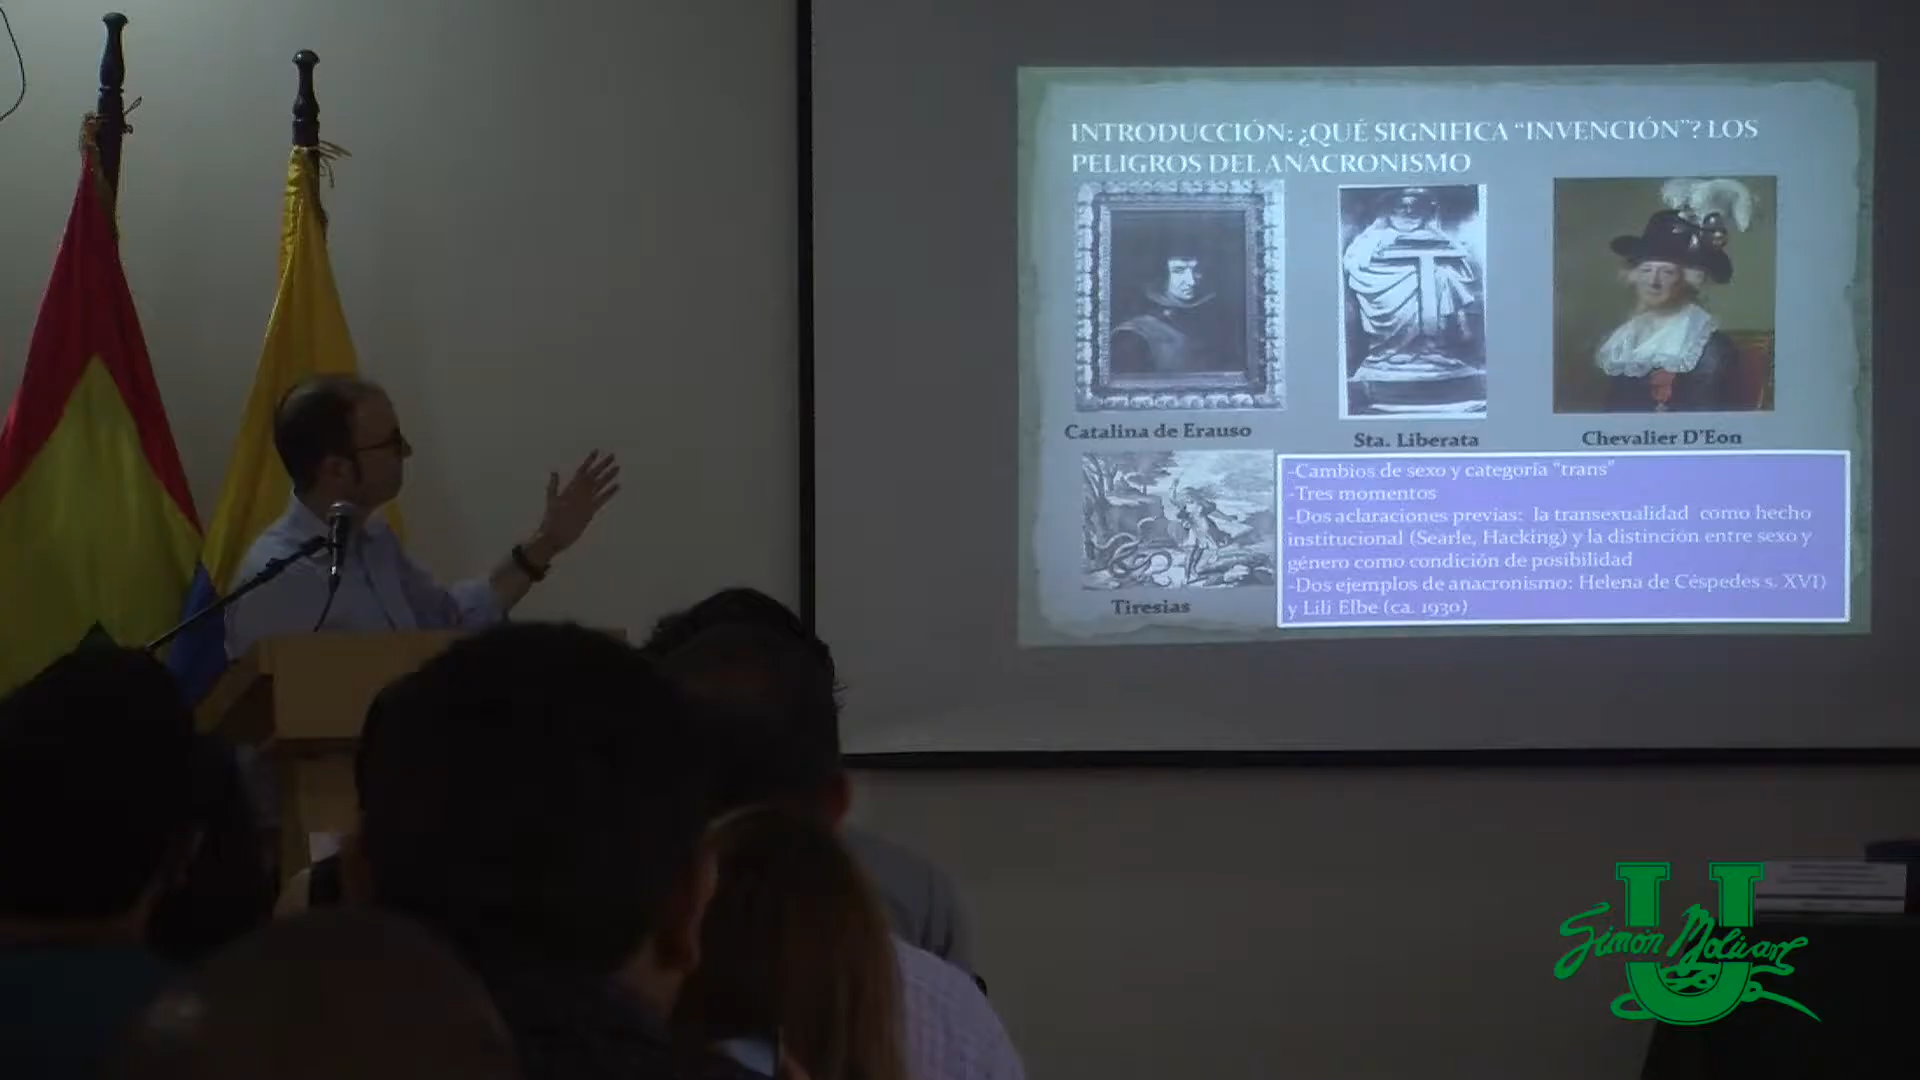 INTRODUCCIÓN: ¿QUÉ SIGNIFICA “INVENCIÓN”? LOS
PELIGROS DEL ANACRONISMO
Catalina de Erauso
Sta. Liberata
Chevalier D’Eon
Tiresias
-Cambios de sexo y categoría “trans”
-Tres momentos
-Dos aclaraciones previas: la transexualidad como hecho
institucional (Searle, Hacking) y la distinción entre sexo y
género como condición de posibilidad
-Dos ejemplos de anacronismo: Helena de Céspedes s. XVI)
y Lili Elbe (ca. 1930)
U
Simón